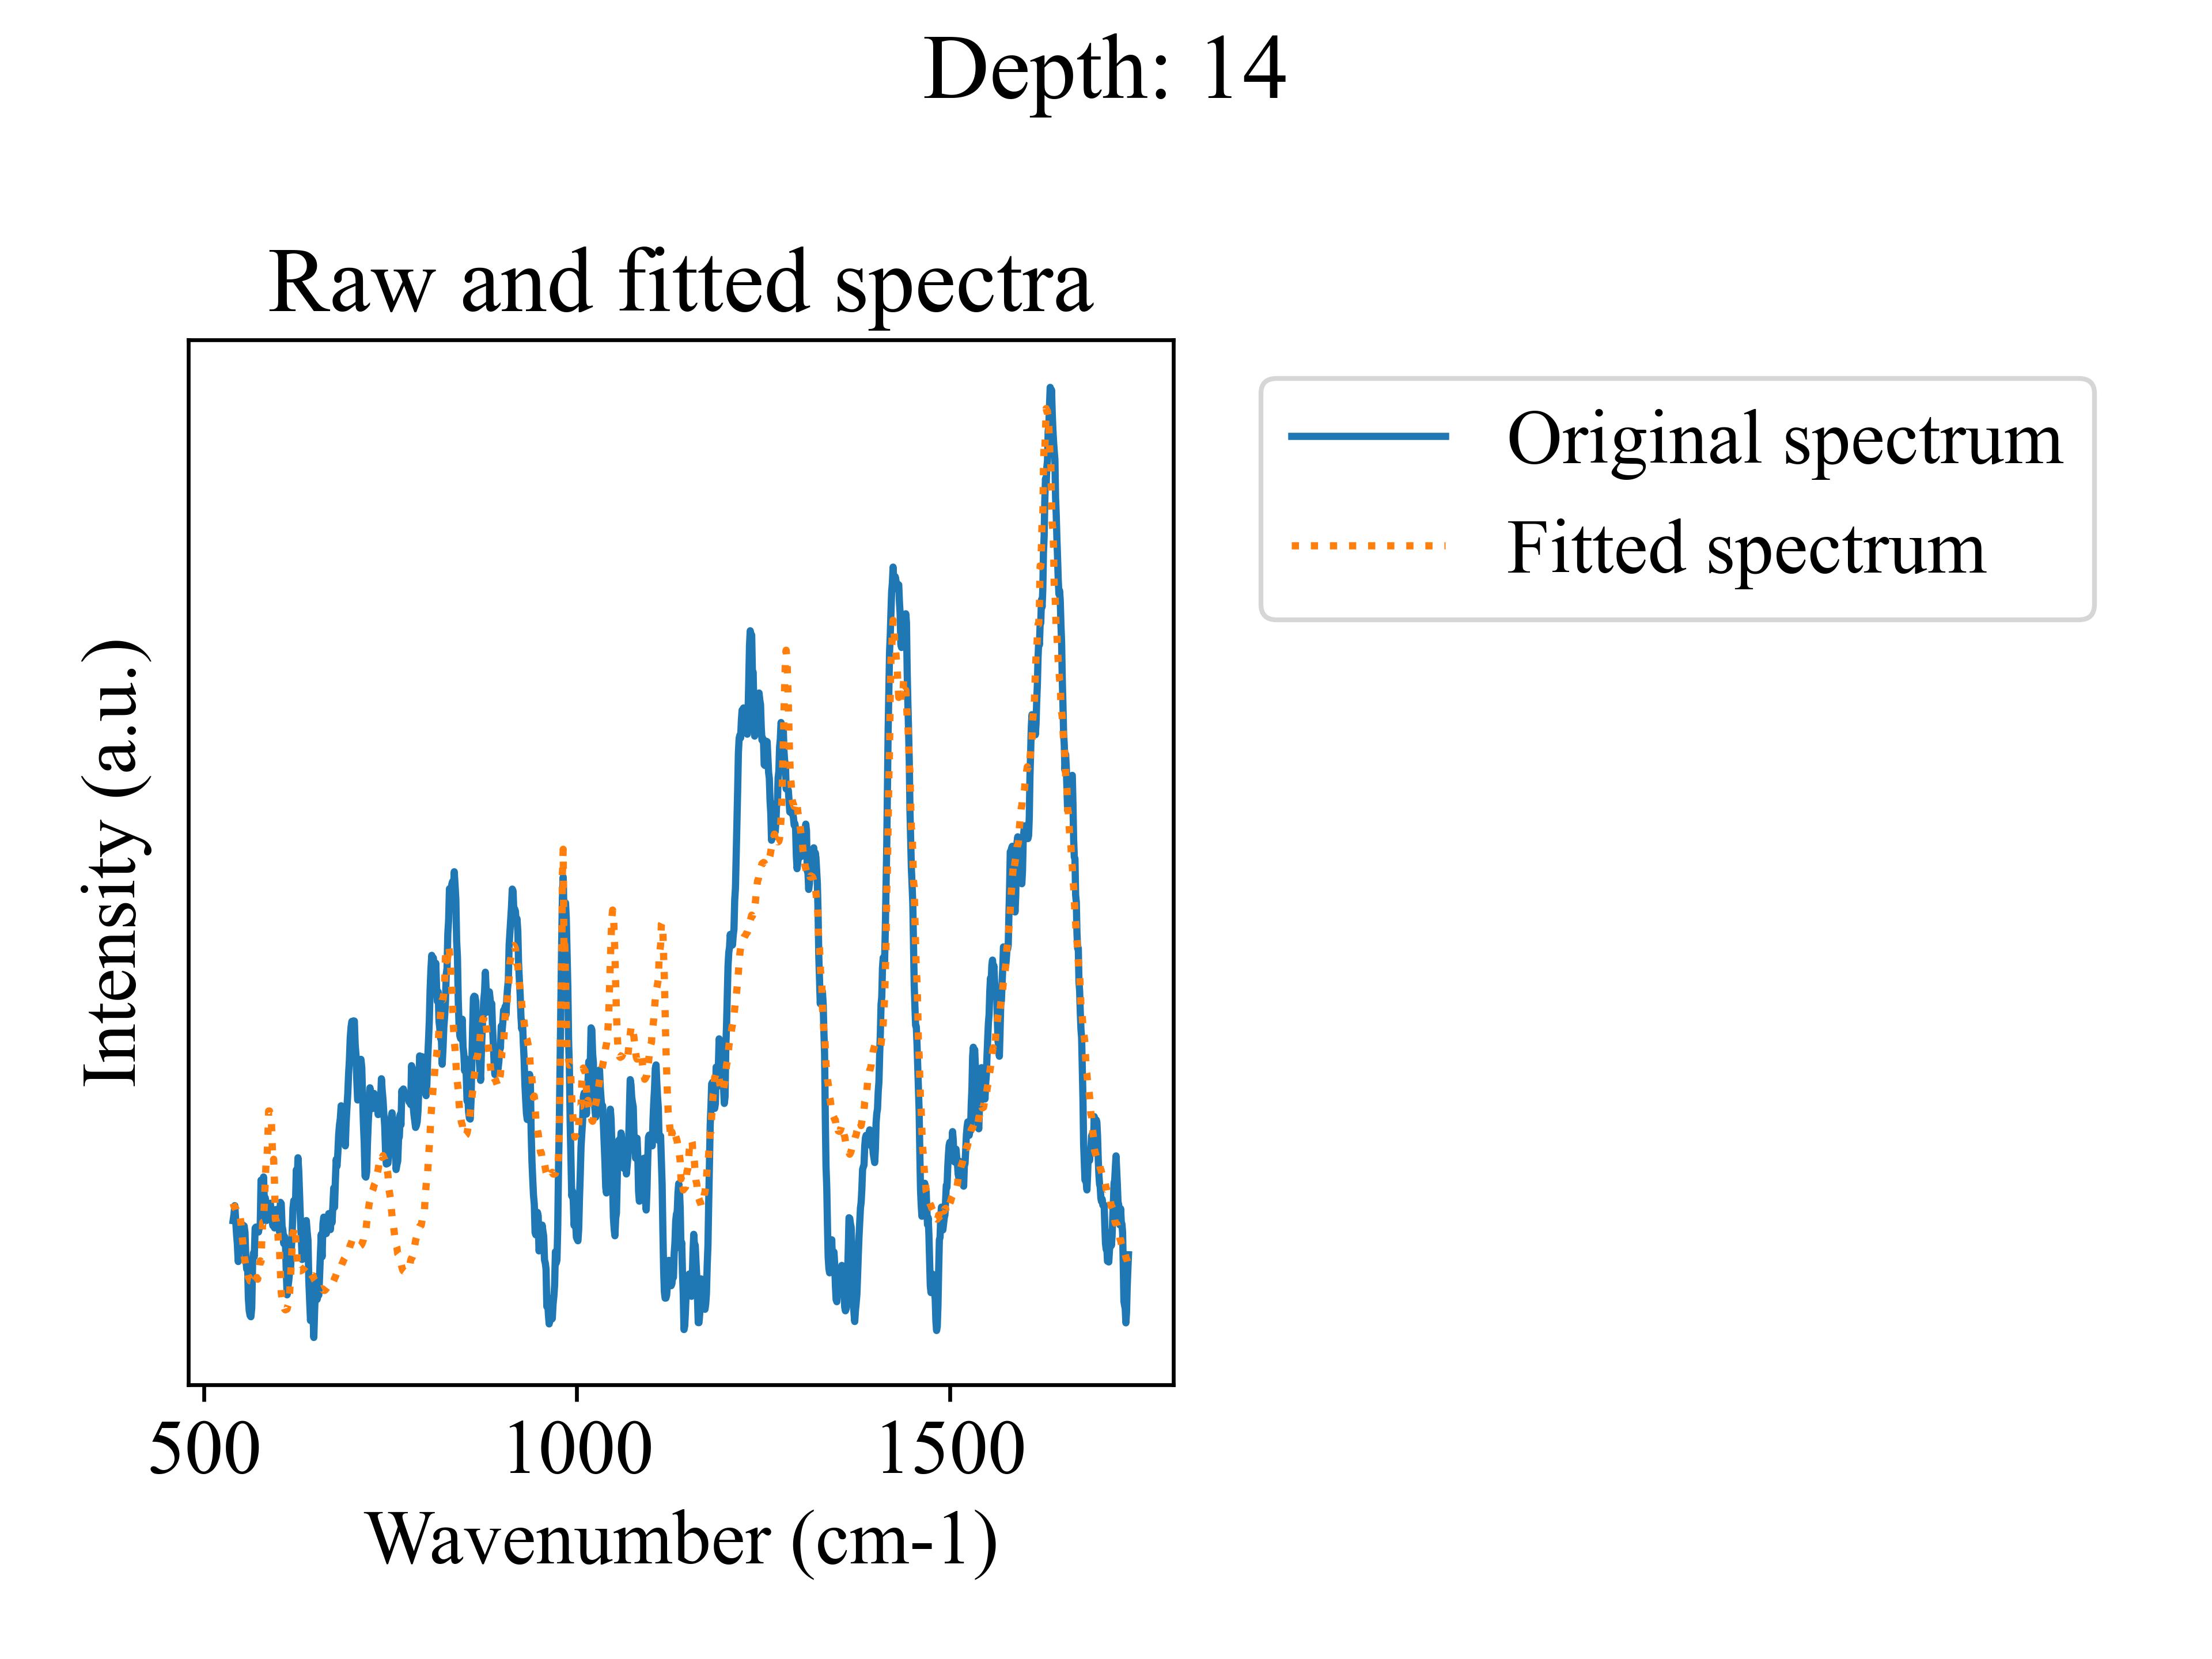 Depth: 14
Raw and fitted spectra
Original spectrum
Fitted spectrum
Intensity (a.u.)
500 1000 1500
Wavenumber (cm-1)